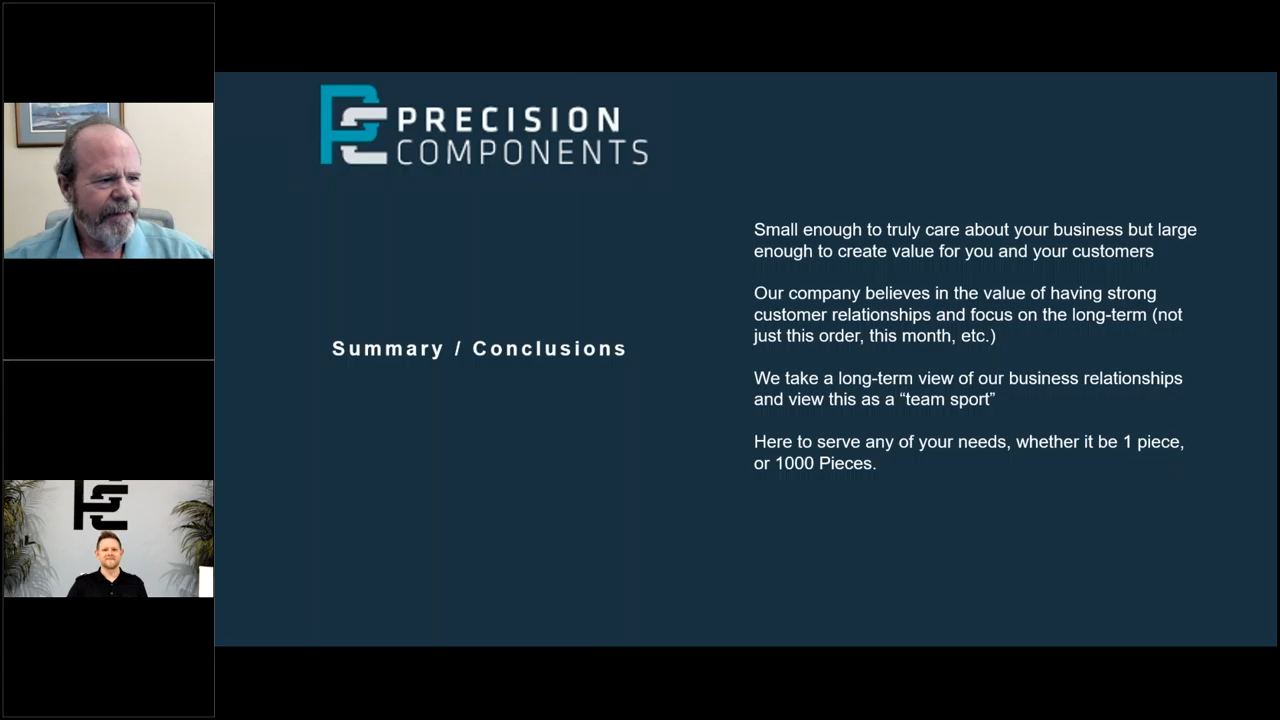 PRECISION
COMPONENTS
Summary / Conclusions
Small enough to truly care about your business but large
enough to create value for you and your customers
Our company believes in the value of having strong
customer relationships and focus on the long-term (not
just this order, this month, etc.)
We take a long-term view of our business relationships
and view this as a “team sport”
Here to serve any of your needs, whether it be 1 piece,
or 1000 Pieces.